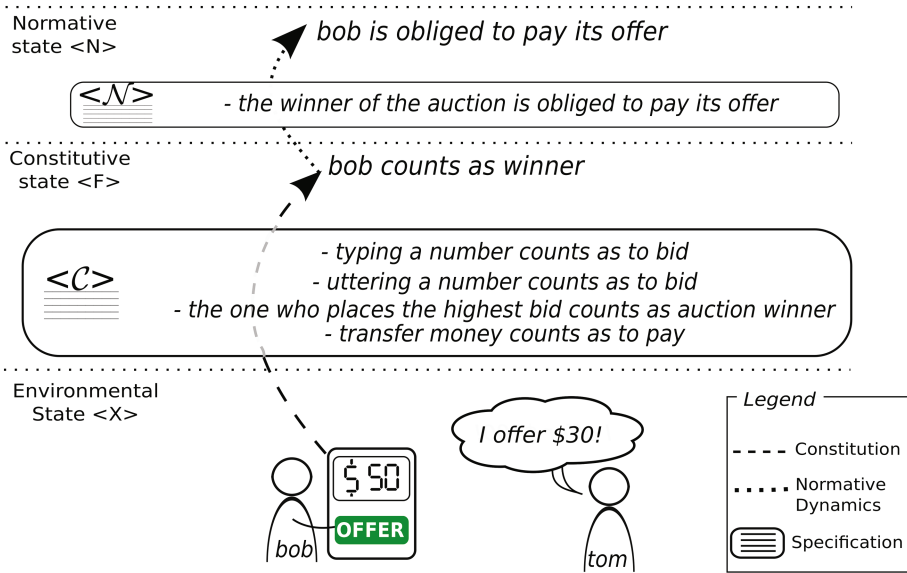 Normative
state <N>
bob is obliged to pay its offer
<𝒩>
- the winner of the auction is obliged to pay its offer
Constitutive
state <F>
bob counts as winner
<𝒞>
- typing a number counts as to bid
- uttering a number counts as to bid
- the one who places the highest bid counts as auction winner
- transfer money counts as to pay
Environmental
State <X>
I offer $30!
$ 50
OFFER
bob
tom
Legend
Constitution
Normative
Dynamics
Specification